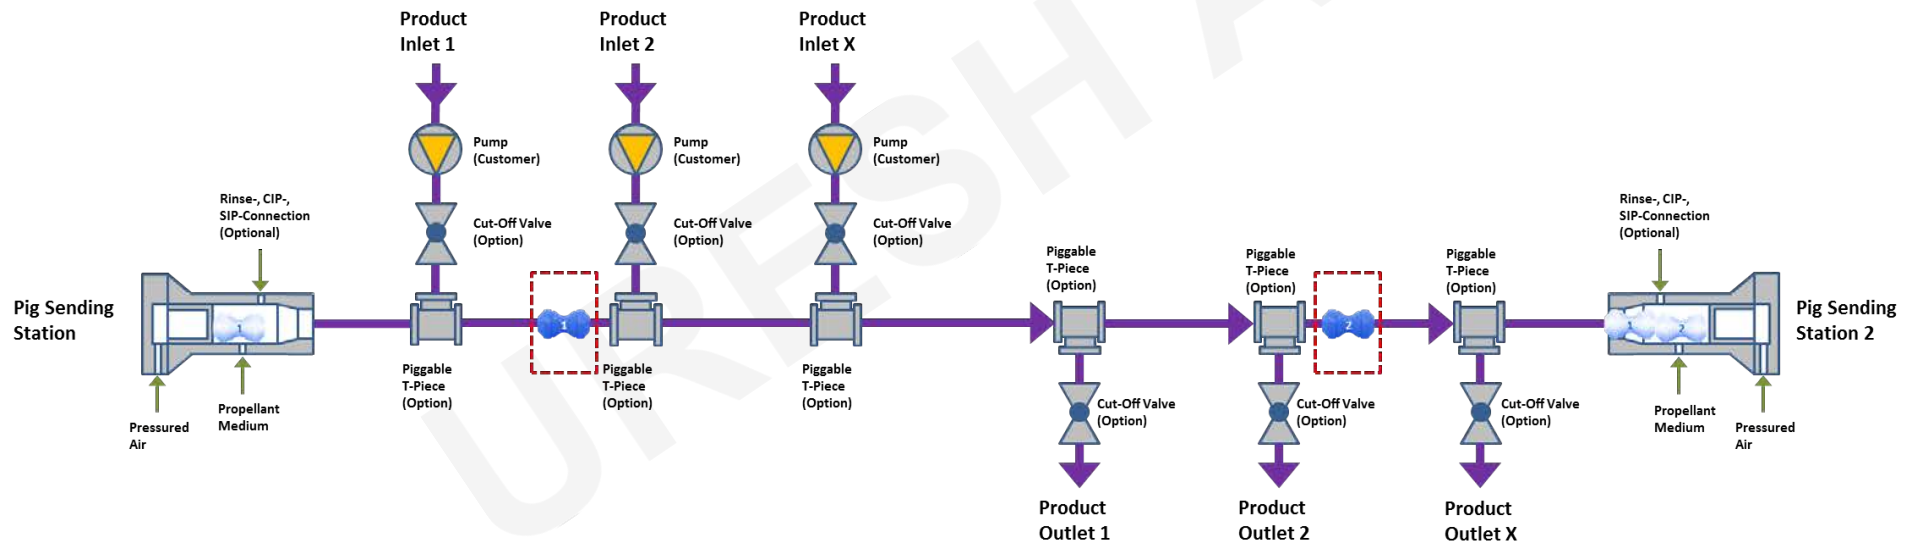 Product
Inlet 1
Product
Inlet 2
Product
Inlet X
Pump
(Customer)
Pump
(Customer)
Pump
(Customer)
Rinse-, CIP-,
SIP-Connection
(Optional)
Cut-Off Valve
(Option)
Cut-Off Valve
(Option)
Cut-Off Valve
(Option)
Rinse-, CIP-,
SIP-Connection
(Optional)
Piggable
T-Piece
(Option)
Piggable
T-Piece
(Option)
Piggable
T-Piece
(Option)
Pig Sending
Station
1
1
2
1
2
Pig Sending
Station 2
Piggable
T-Piece
(Option)
Piggable
T-Piece
(Option)
Piggable
T-Piece
(Option)
Pressured
Air
Propellant
Medium
Cut-Off Valve
(Option)
Cut-Off Valve
(Option)
Cut-Off Valve
(Option)
Propellant
Medium
Pressured
Air
Product
Outlet 1
Product
Outlet 2
Product
Outlet X
URESH A